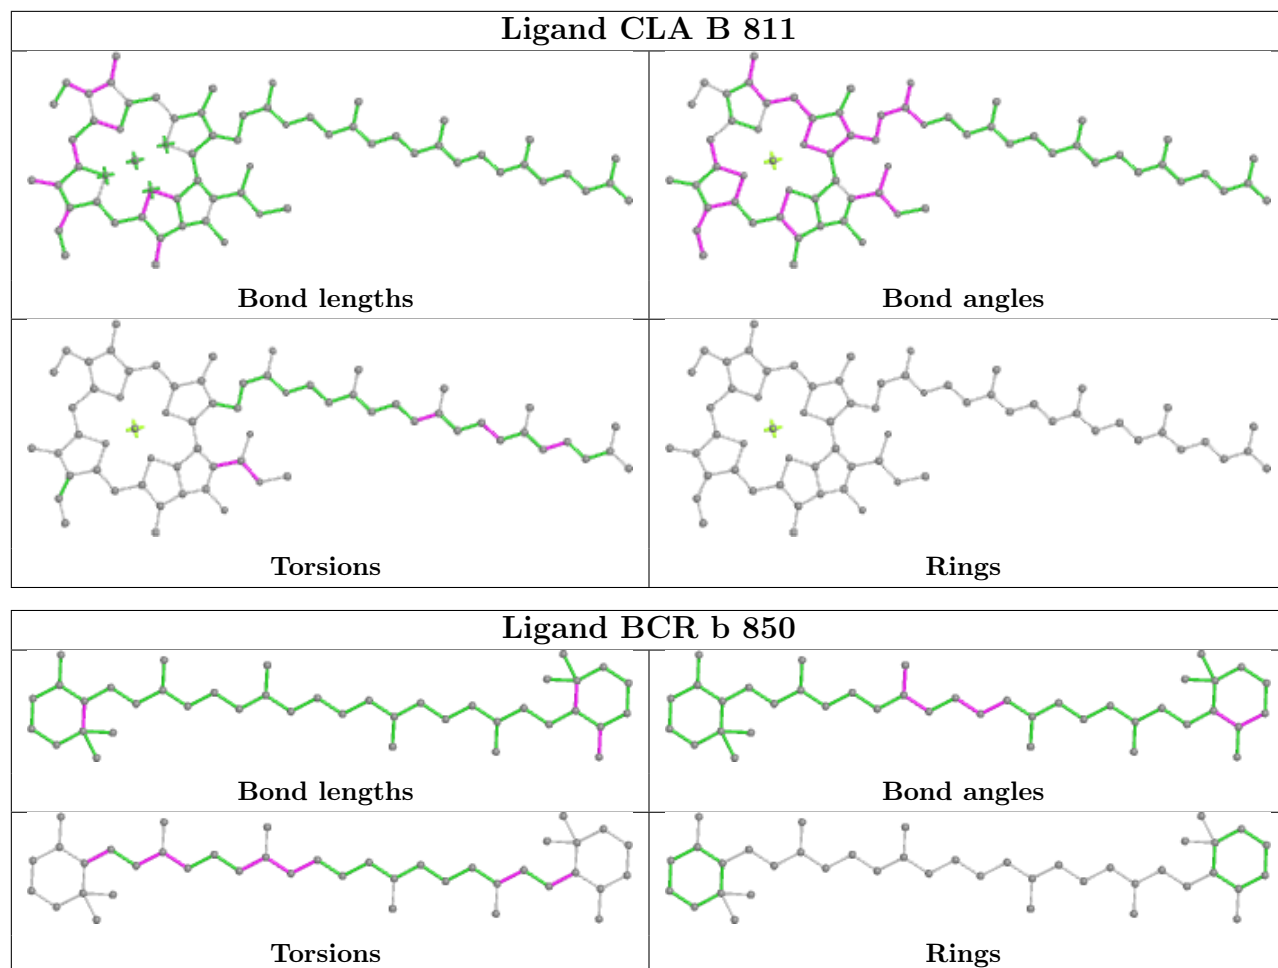 Ligand CLA B 811
Bond lengths
Bond angles
Torsions
Rings
Ligand BCR b 850
Bond lengths
Bond angles
Torsions
Rings